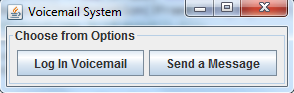 Voicemail System
Choose from Options
Log In Voicemail
Send a Message